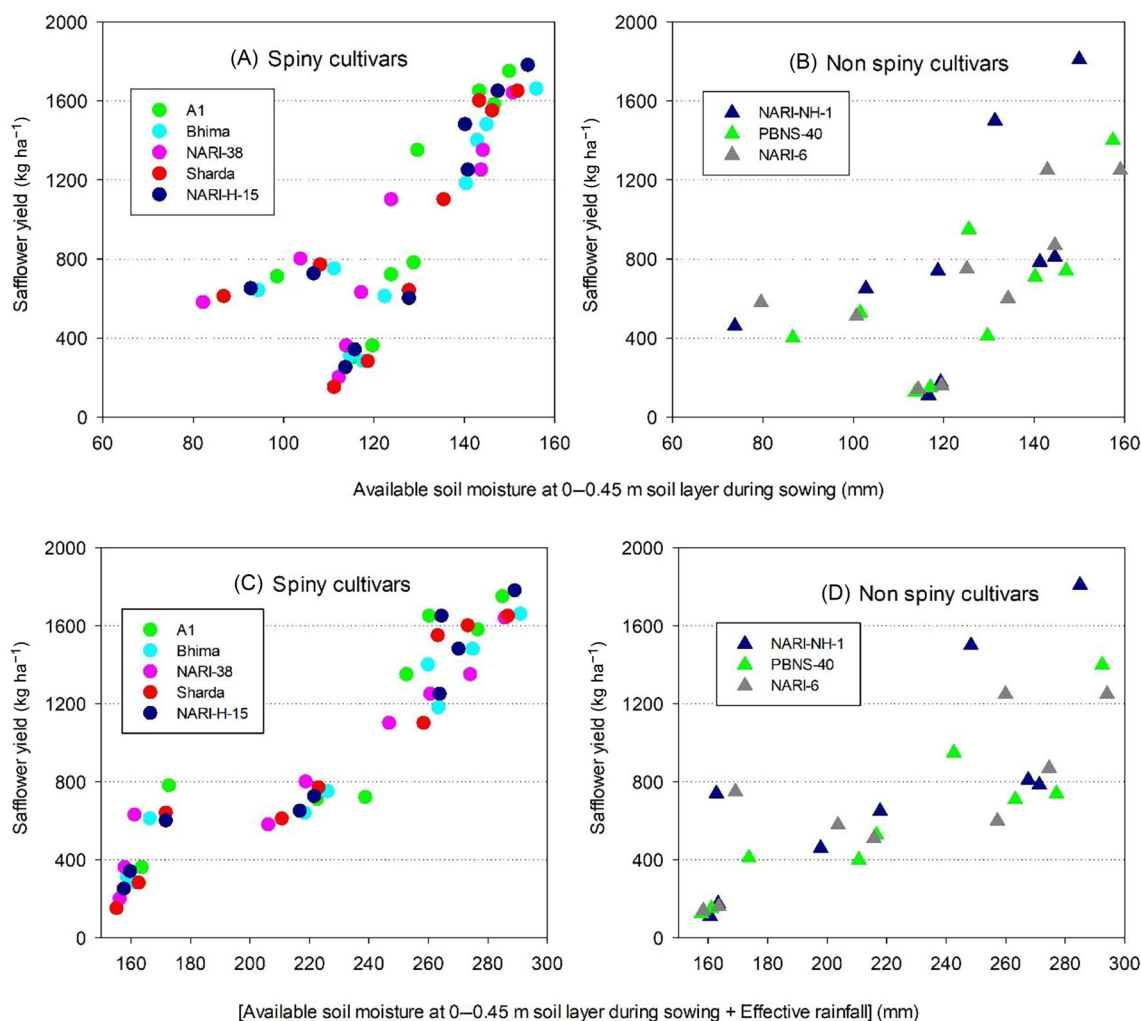 (A) Spiny cultivars
2000
1600
1200
800
400
0
Safflower yield (kg ha⁻¹)
A1
Bhima
NARI-38
Sharda
NARI-H-15
60 80 100 120 140 160
(B) Non spiny cultivars
2000
1600
1200
800
400
0
Safflower yield (kg ha⁻¹)
NARI-NH-1
PBNS-40
NARI-6
60 80 100 120 140 160
Available soil moisture at 0–0.45 m soil layer during sowing (mm)
(C) Spiny cultivars
2000
1600
1200
800
400
0
Safflower yield (kg ha⁻¹)
A1
Bhima
NARI-38
Sharda
NARI-H-15
160 180 200 220 240 260 280 300
(D) Non spiny cultivars
2000
1600
1200
800
400
0
Safflower yield (kg ha⁻¹)
NARI-NH-1
PBNS-40
NARI-6
160 180 200 220 240 260 280 300
[Available soil moisture at 0–0.45 m soil layer during sowing + Effective rainfall] (mm)